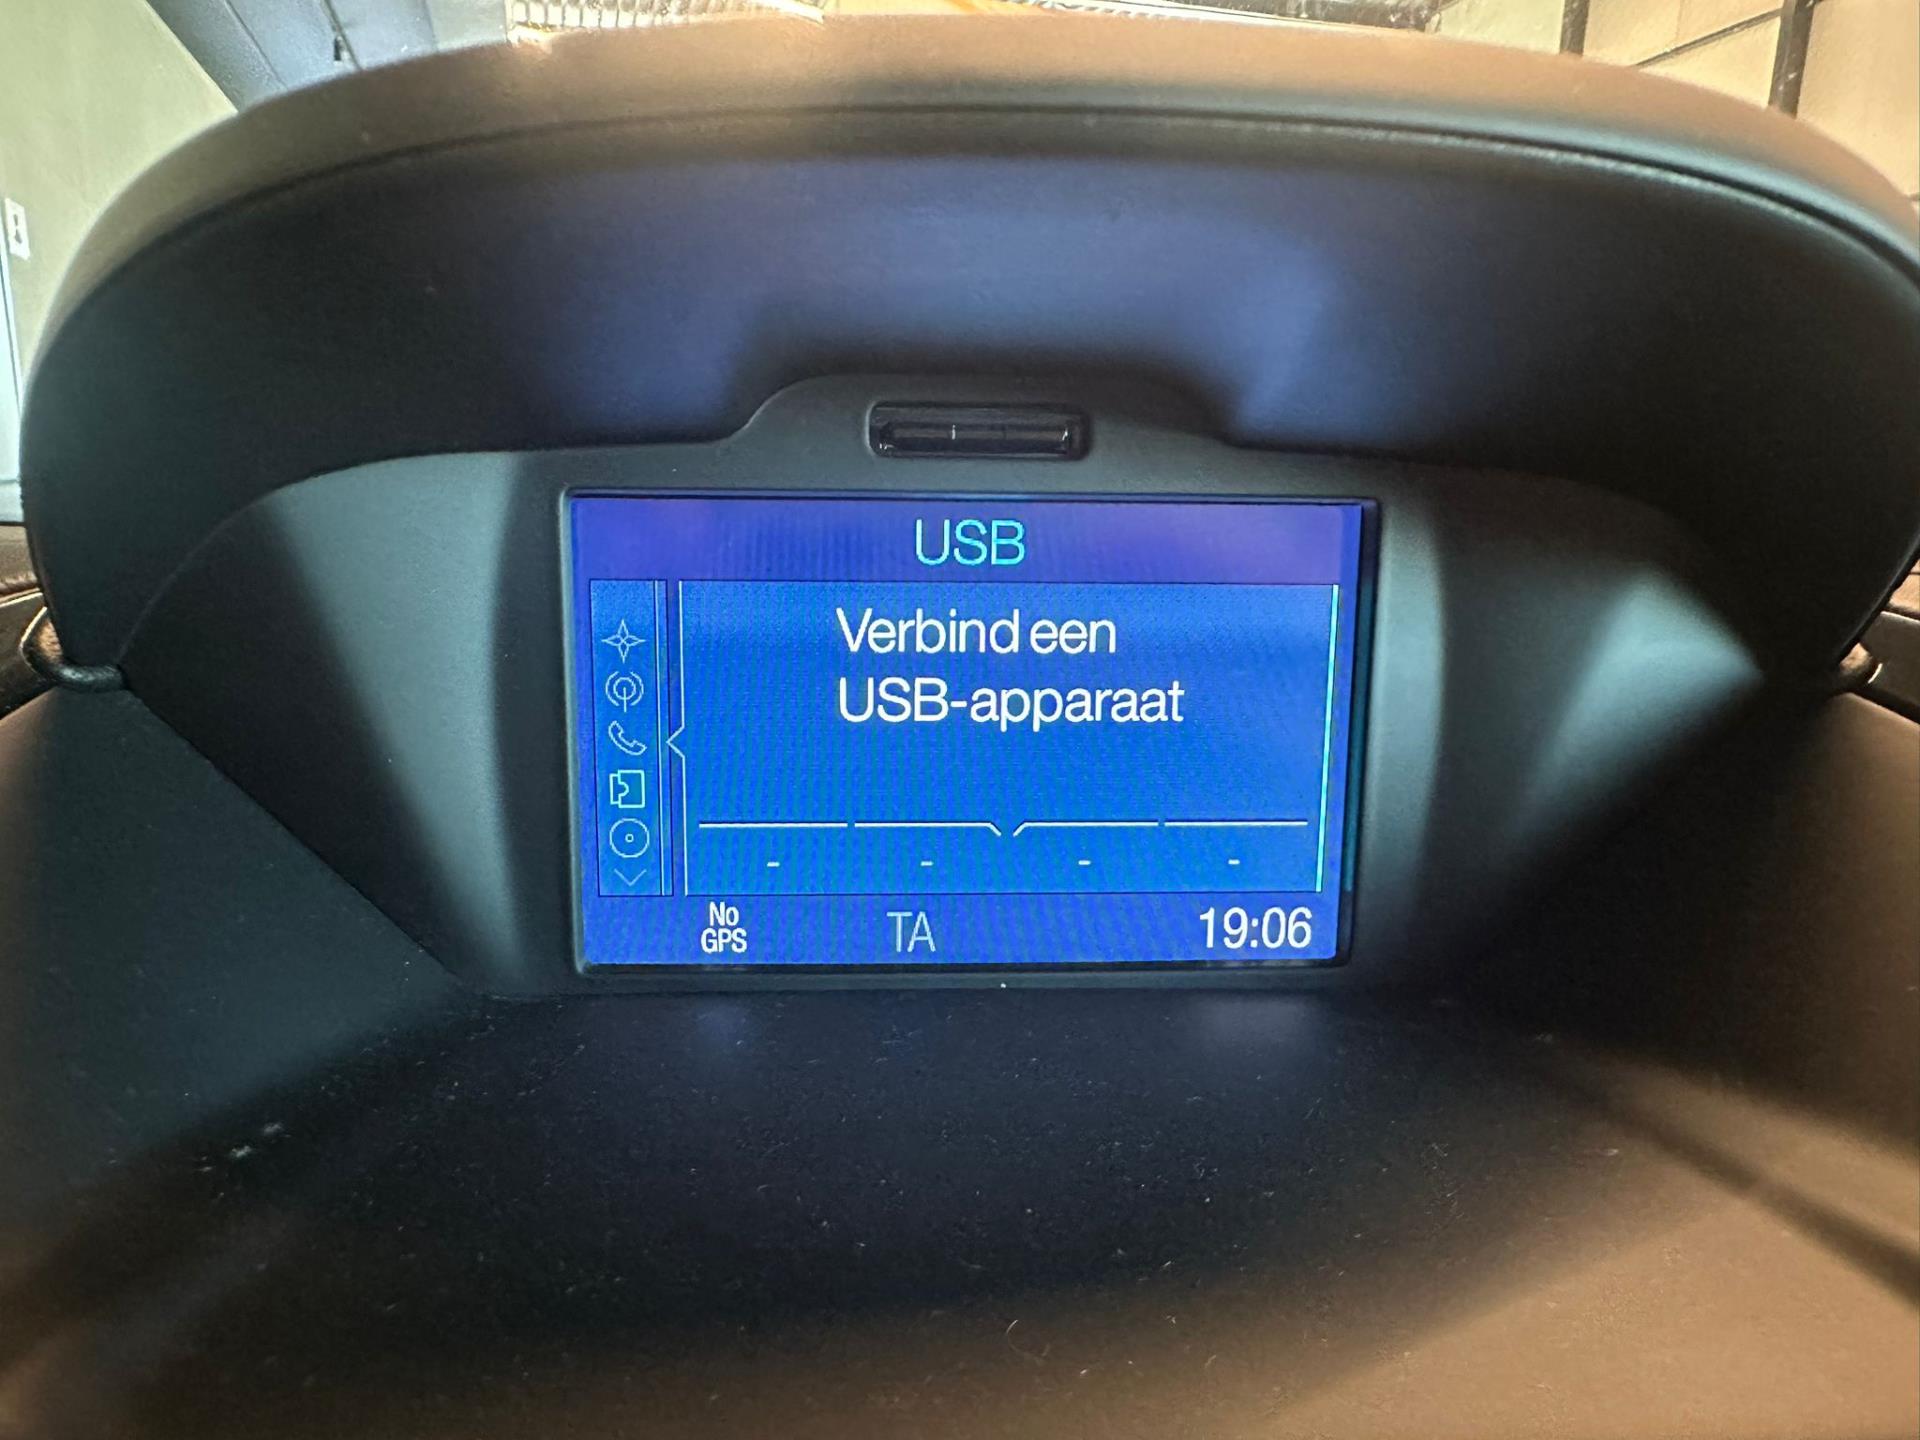 USB
Verbind een
USB-apparaat
- - - -
No
GPS
TA
19:06